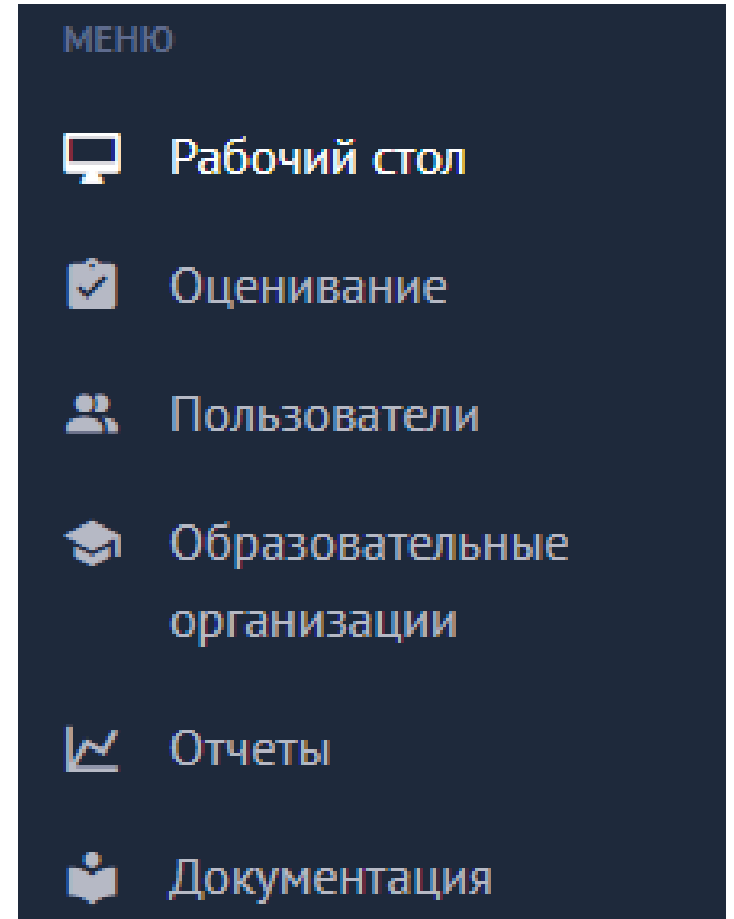 МЕНЮ
Рабочий стол
Оценивание
Пользователи
Образовательные
организации
Отчеты
Документация